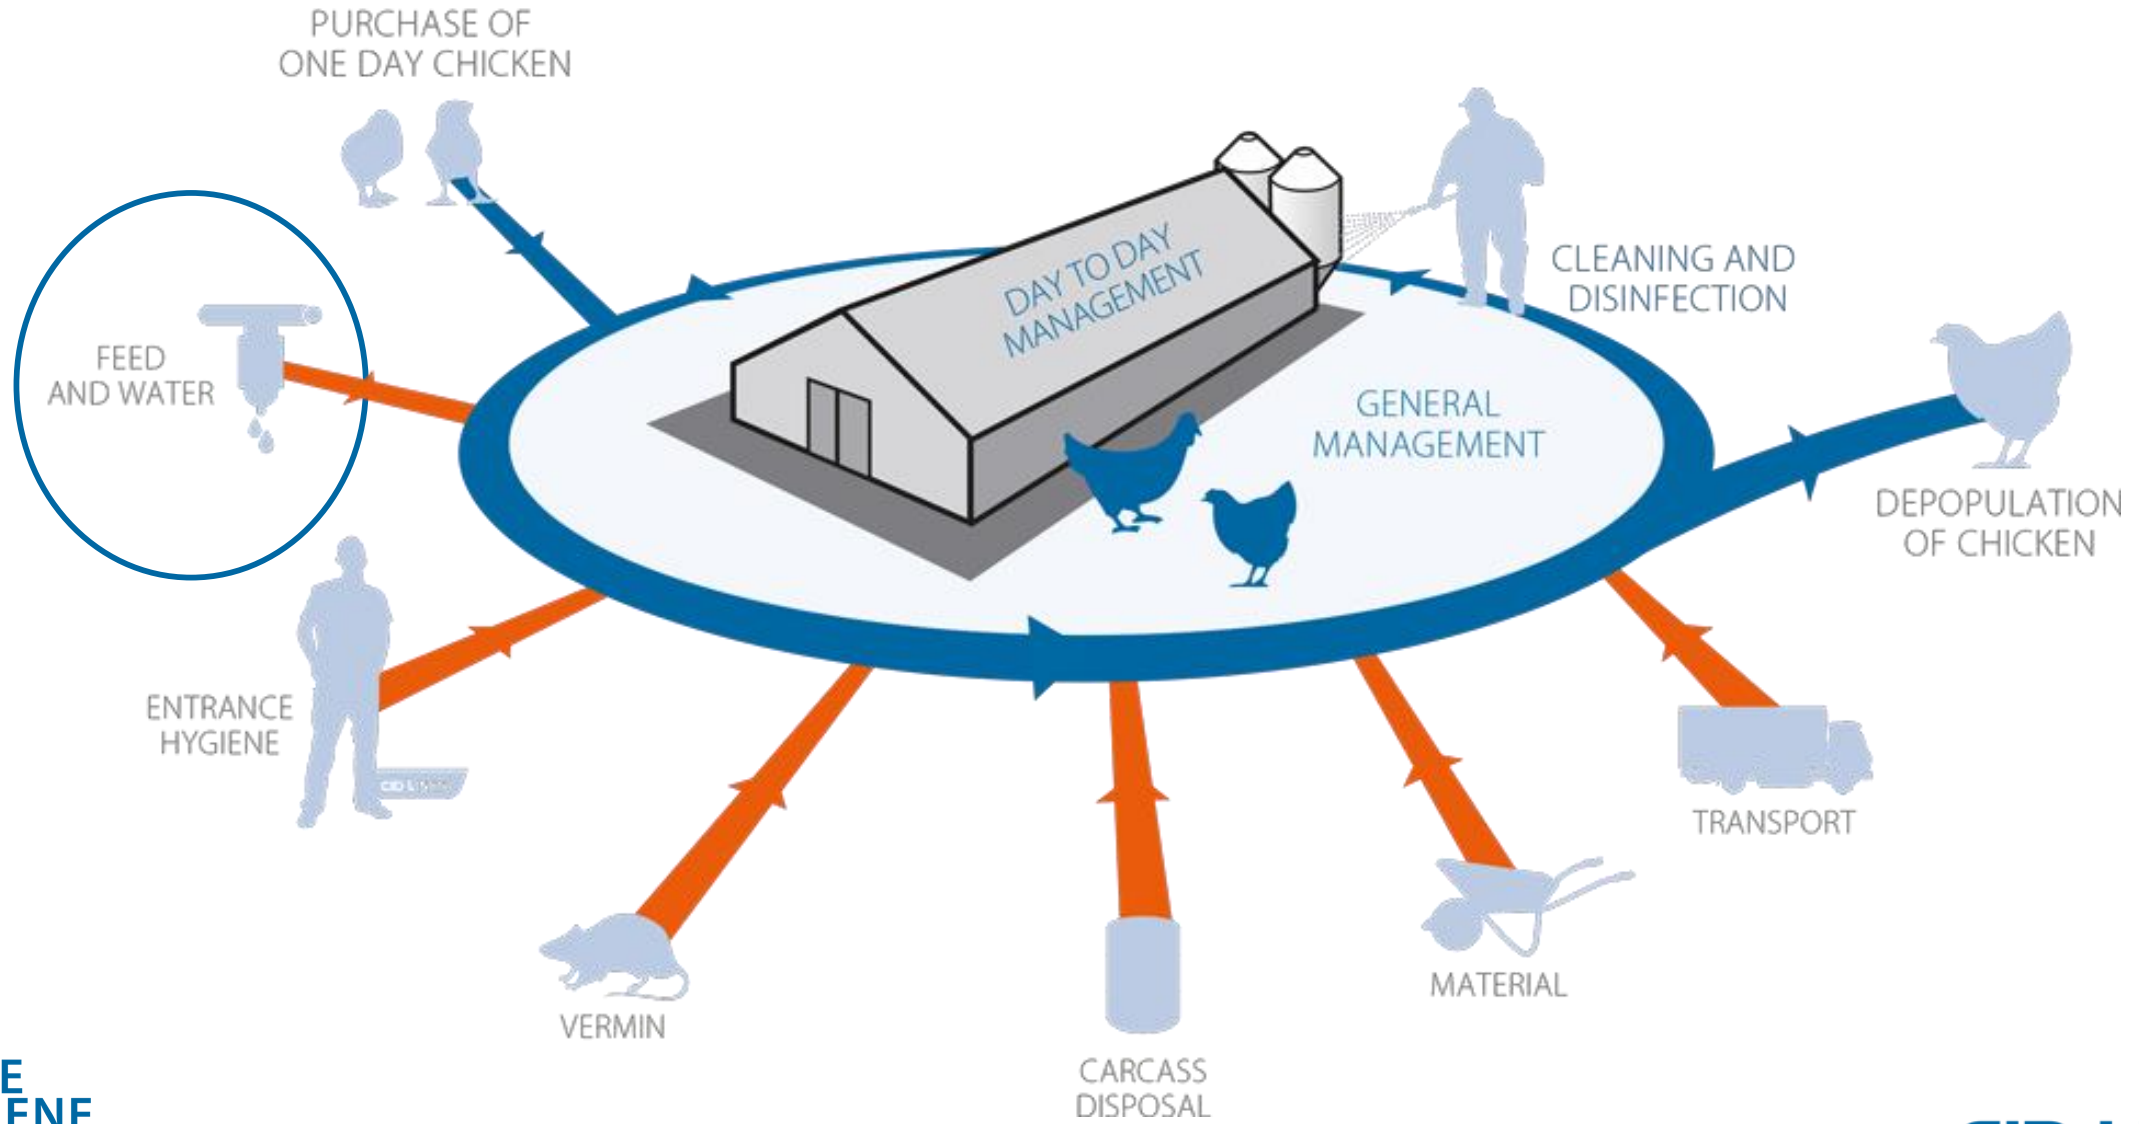 PURCHASE OF
ONE DAY CHICKEN
DAY TO DAY
MANAGEMENT
CLEANING AND
DISINFECTION
FEED
AND WATER
GENERAL
MANAGEMENT
DEPOPULATION
OF CHICKEN
ENTRANCE
HYGIENE
TRANSPORT
MATERIAL
VERMIN
CARCASS
DISPOSAL
E
ENE